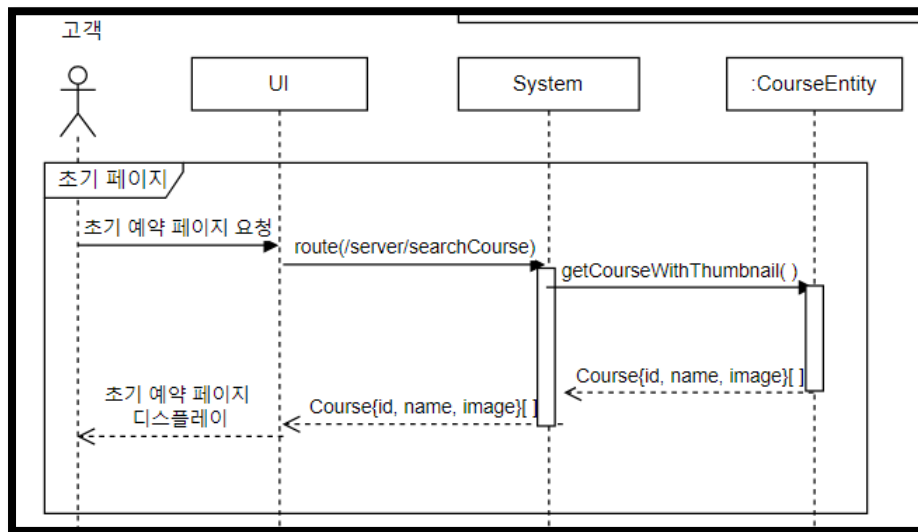 고객
UI
System
:CourseEntity
초기 페이지
초기 예약 페이지 요청
route(/server/searchCourse)
getCourseWithThumbnail( )
Course{id, name, image}[ ]
Course{id, name, image}[ ]
초기 예약 페이지
디스플레이